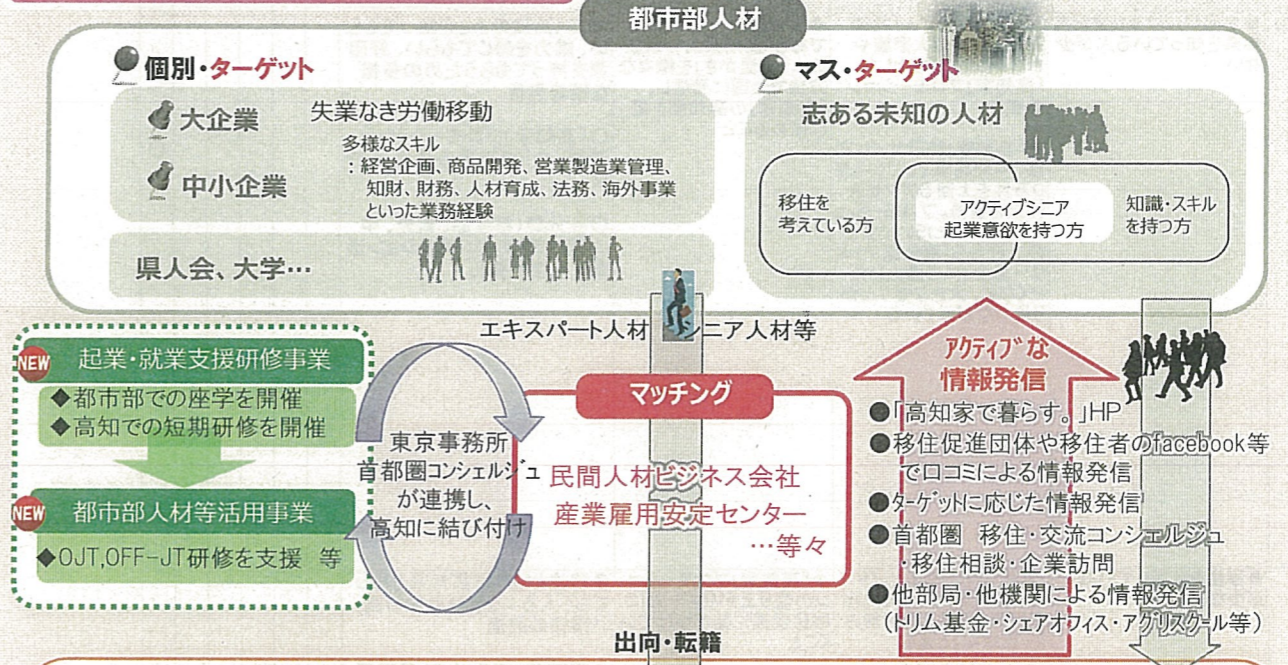 都市部人材
個別・ターゲット
大企業
失業なき労働移動
多様なスキル
:経営企画、商品開発、営業製造業管理、
知財、財務、人材育成、法務、海外事業
といった業務経験
中小企業
県人会、大学…
マス・ターゲット
志ある未知の人材
移住を
考えている方
アクティブシニア
起業意欲を持つ方
知識・スキル
を持つ方
エキスパート人材
シニア人材等
NEW
起業・就業支援研修事業
◆都市部での座学を開催
◆高知での短期研修を開催
NEW
都市部人材等活用事業
◆OJT,OFF-JT研修を支援 等
東京事務所
首都圏コンシェルジュ
が連携し、
高知に結び付け
マッチング
民間人材ビジネス会社
産業雇用安定センター
…等々
アクティブな
情報発信
●「高知家で暮らす。」HP
●移住促進団体や移住者のfacebook等
で口コミによる情報発信
●ターゲットに応じた情報発信
●首都圏 移住・交流コンシェルジュ
・移住相談・企業訪問
●他部局・他機関による情報発信
(トリム基金・シェアオフィス・アグリスクール等)
出向・転籍